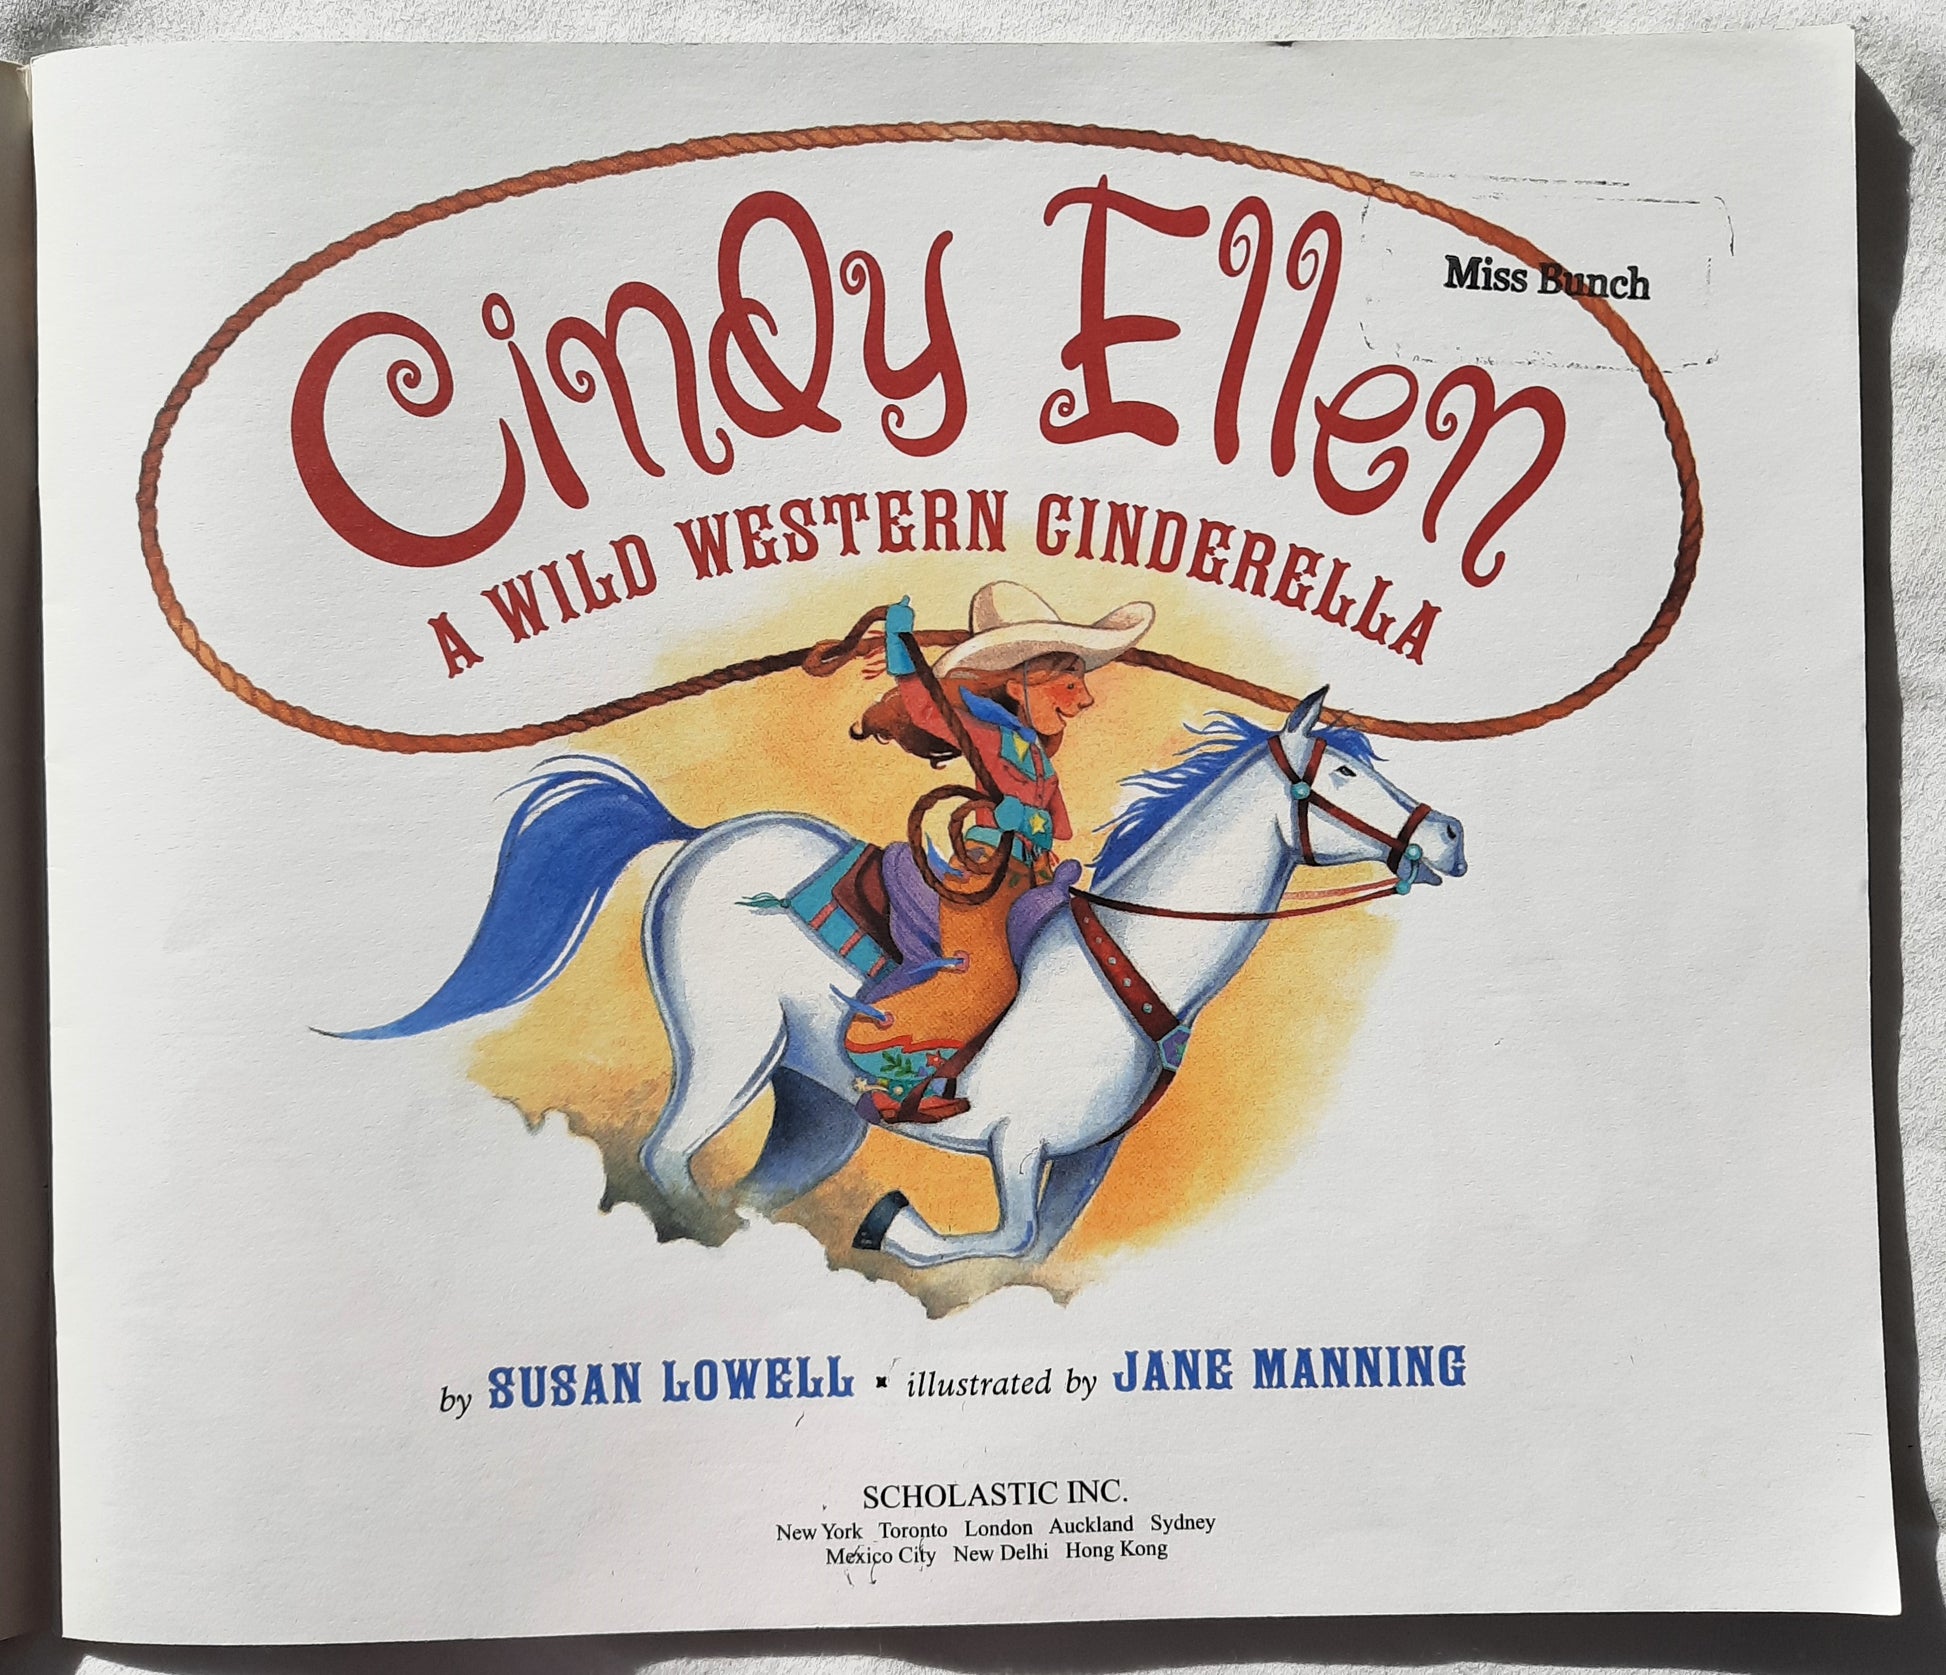 Cindy Ellen
Miss Bunch
A WILD WESTERN CINDERELLA
by SUSAN LOWELL ▪ illustrated by JANE MANNING
SCHOLASTIC INC.
New York Toronto London Auckland Sydney
Mexico City New Delhi Hong Kong